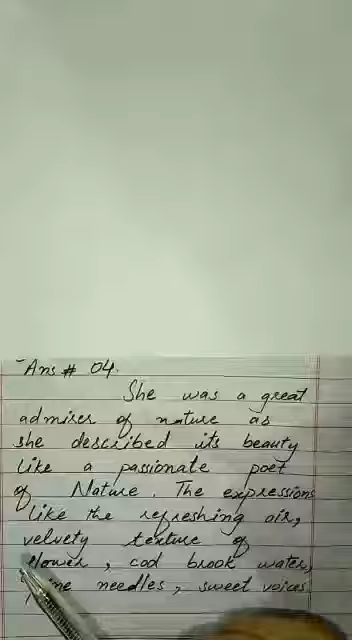 Ans # 04.
She was a great
admirer of nature as
she described its beauty
like a passionate poet
of Nature. The expressions
like the refreshing air,
velvety texture of
flower, cod brook water,
needles, sweet voices